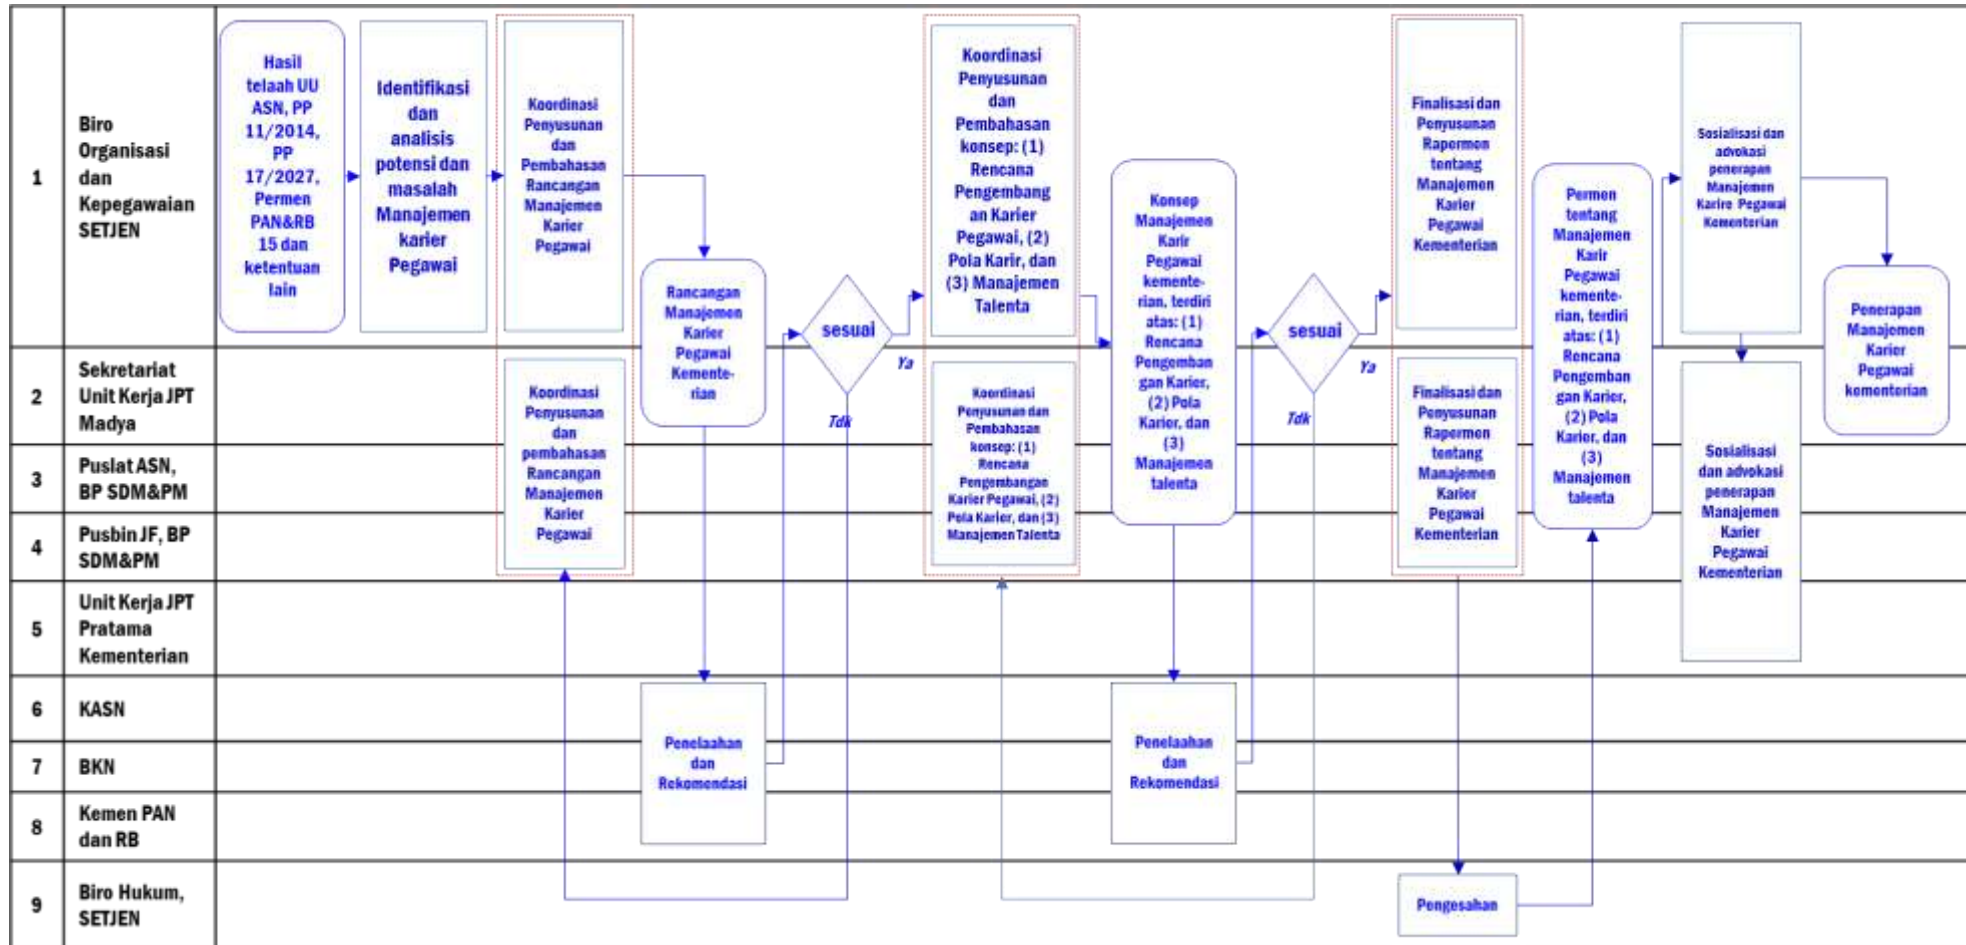 1
Biro
Organisasi
dan
Kepegawaian
SETJEN
2
Sekretariat
Unit Kerja JPT
Madya
3
Puslat ASN,
BP SDM&PM
4
Pusbin JF, BP
SDM&PM
5
Unit Kerja JPT
Pratama
Kementerian
6
KASN
7
BKN
8
Kemen PAN
dan RB
9
Biro Hukum,
SETJEN
Hasil
telaah UU
ASN, PP
11/2014,
PP
17/2027,
Permen
PAN&RB
15 dan
ketentuan
lain
Identifikasi
dan
analisis
potensi dan
masalah
Manajemen
karier
Pegawai
Koordinasi
Penyusunan
dan
Pembahasan
Rancangan
Manajemen
Karier
Pegawai
Koordinasi
Penyusunan
dan
pembahasan
Rancangan
Manajemen
Karier
Pegawai
Rancangan
Manajemen
Karier
Pegawai
Kemente-
rian
Penelaahan
dan
Rekomendasi
sesuai
Ya
Tdk
Koordinasi
Penyusunan
dan
Pembahasan
konsep: (1)
Rencana
Pengembang
an Karier
Pegawai, (2)
Pola Karir, dan
(3) Manajemen
Talenta
Koordinasi
Penyusunan dan
Pembahasan
konsep: (1)
Rencana
Pengembangan
Karier Pegawai, (2)
Pola Karier, dan (3)
Manajemen Talenta
Konsep
Manajemen
Karir
Pegawai
kemente-
rian, terdiri
atas: (1)
Rencana
Pengemban
gan Karier,
(2) Pola
Karier, dan
(3)
Manajemen
talenta
Penelaahan
dan
Rekomendasi
sesuai
Ya
Tdk
Finalisasi dan
Penyusunan
Rapermen
tentang
Manajemen
Karier
Pegawai
Kementerian
Finalisasi dan
Penyusunan
Rapermen
tentang
Manajemen
Karier
Pegawai
Kementerian
Pengesahan
Permen
tentang
Manajemen
Karir
Pegawai
kemente-
rian, terdiri
atas: (1)
Rencana
Pengemban
gan Karier,
(2) Pola
Karier, dan
(3)
Manajemen
talenta
Sosialisasi dan
advokasi
penerapan
Manajemen
Karire Pegawai
Kementerian
Sosialisasi
dan advokasi
penerapan
Manajemen
Karier
Pegawai
Kementerian
Penerapan
Manajemen
Karier
Pegawai
kementerian